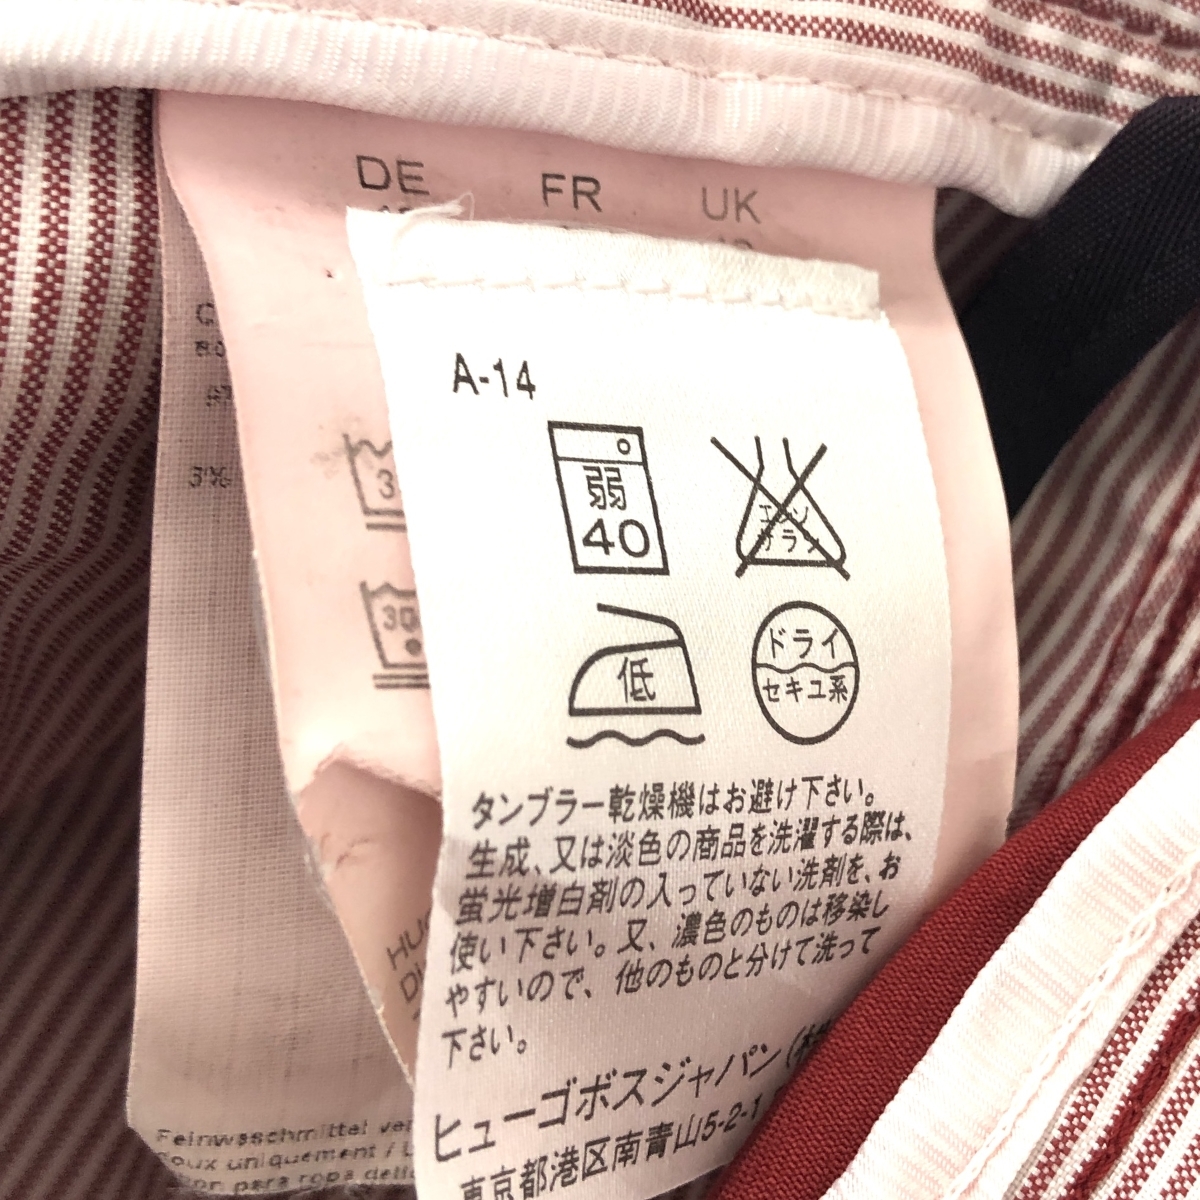 DE FR UK
A-14
弱
40
エンソ
サラシ
低
ドライ
セキユ系
タンブラー乾燥機はお避け下さい。
生成、又は淡色の商品を洗濯する際は、
蛍光増白剤の入っていない洗剤を、お
使い下さい。又、濃色のものは移染し
やすいので、他のものと分けて洗って
下さい。
ヒューゴボスジャパン(株
東京都港区南青山5-2-1
3%
30
Feinwaschmittel
doux uniquement / L
para ropa